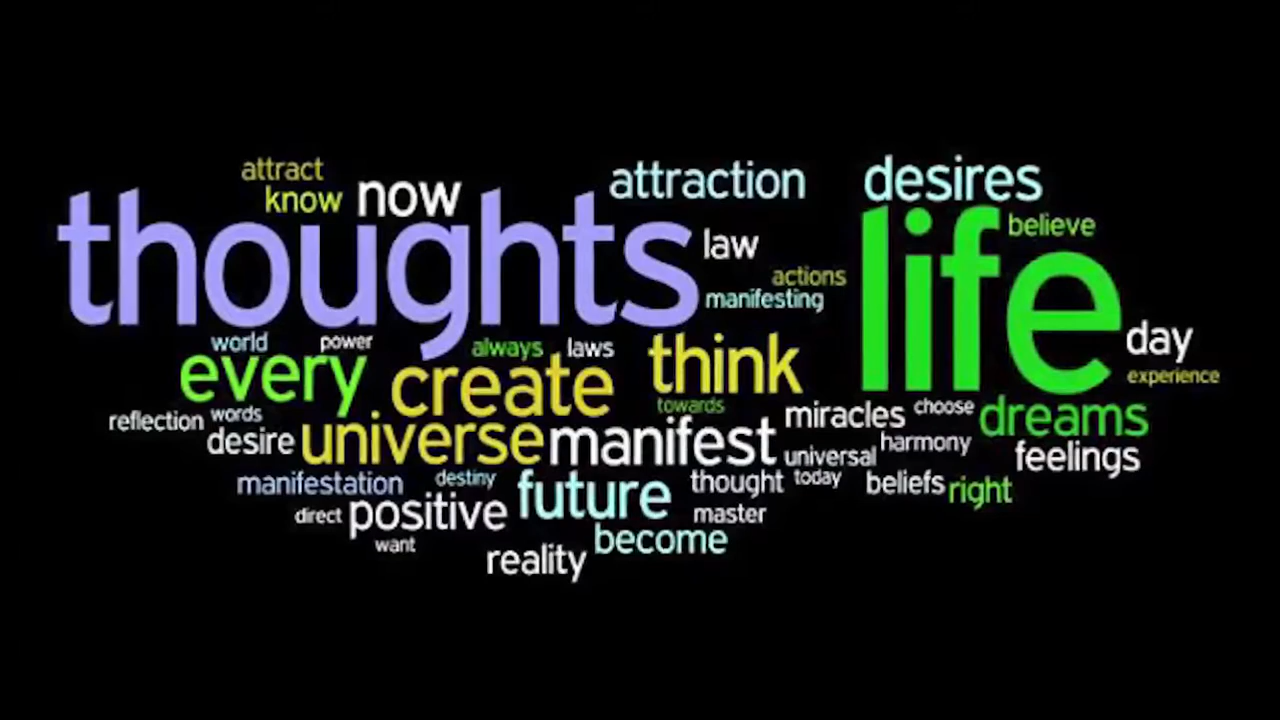 attract
know now attraction desires
thoughts law life believe
actions
manifesting
world power always laws think day
every create experience
reflection words towards miracles choose dreams
desire universe manifest universal harmony feelings
manifestation destiny future thought today beliefs right
direct positive master
want reality become